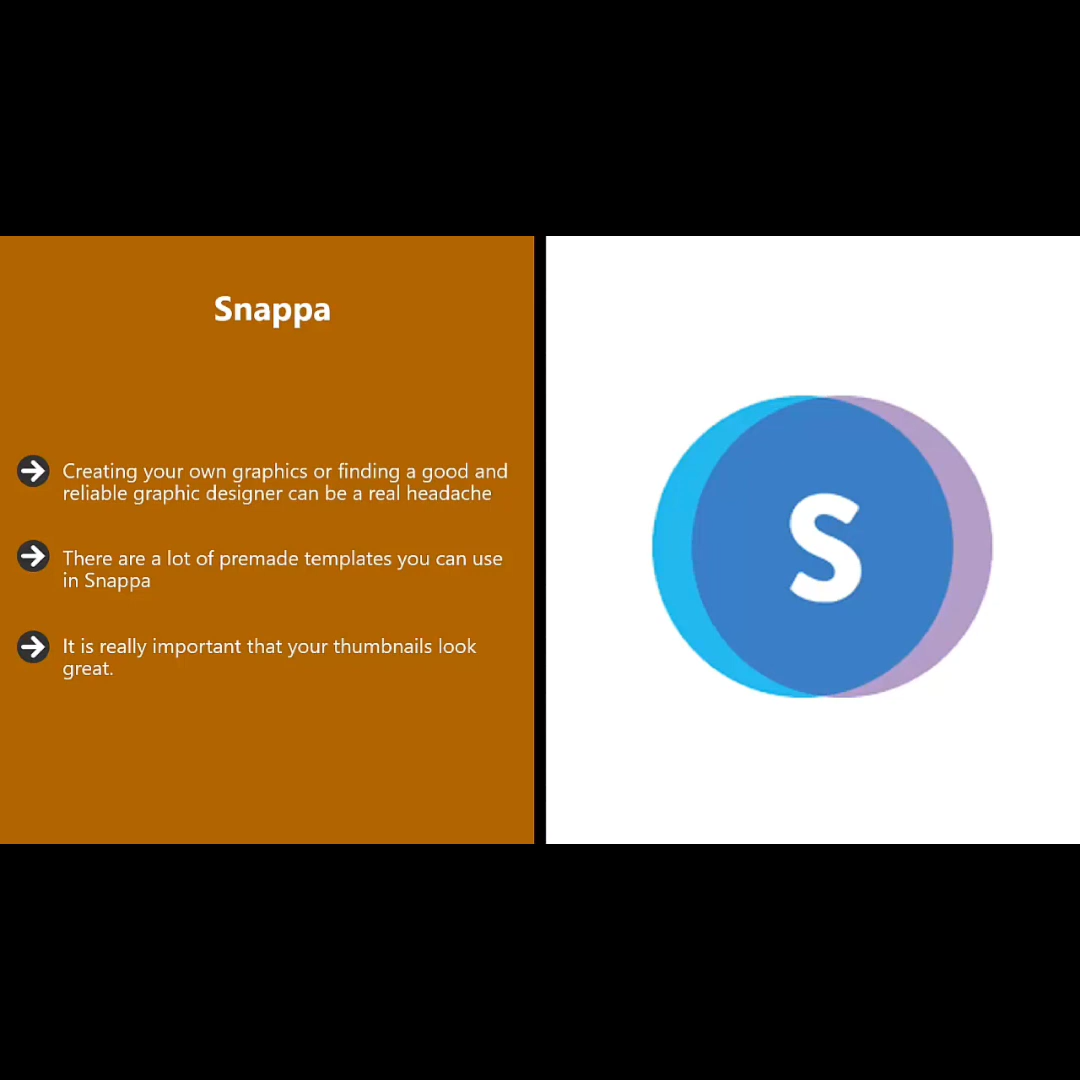 Snappa
Creating your own graphics or finding a good and
reliable graphic designer can be a real headache
There are a lot of premade templates you can use
in Snappa
It is really important that your thumbnails look
great.
S